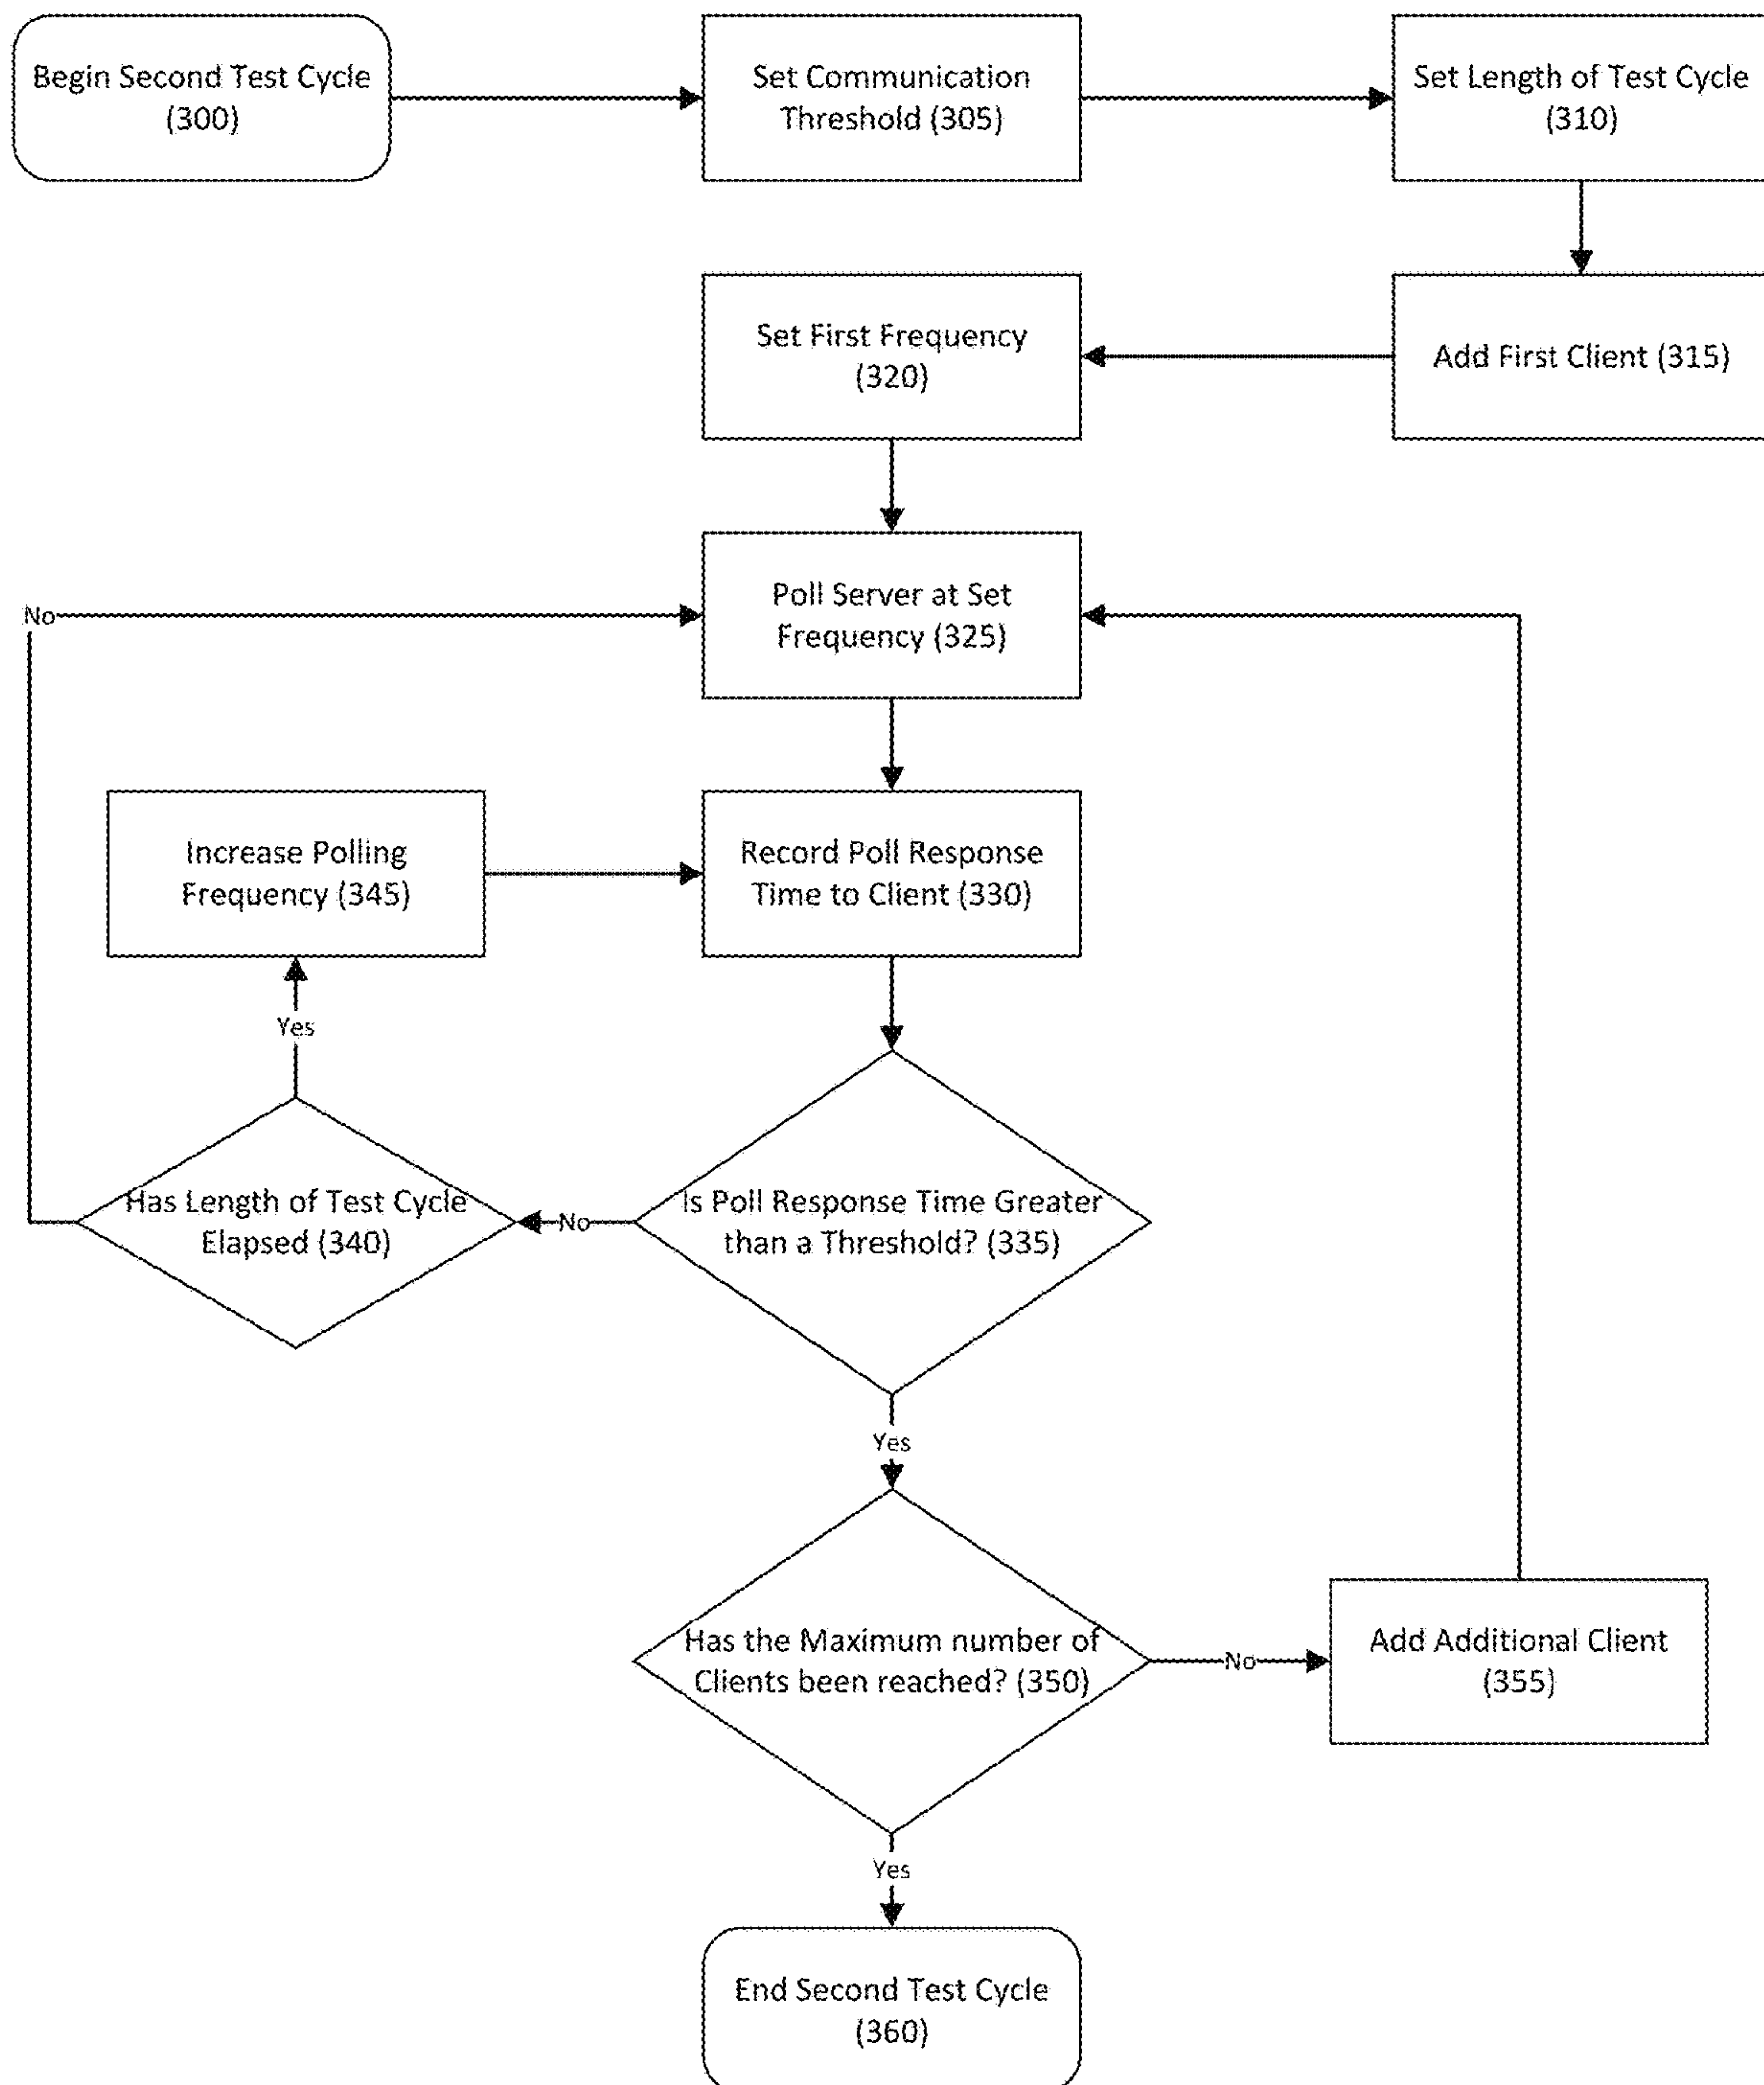 Begin Second Test Cycle
(300)
Set Communication
Threshold (305)
Set Length of Test Cycle
(310)
Set First Frequency
(320)
Add First Client (315)
No
Poll Server at Set
Frequency (325)
Increase Polling
Frequency (345)
Record Poll Response
Time to Client (330)
Yes
Has Length of Test Cycle
Elapsed (340)
No
Is Poll Response Time Greater
than a Threshold? (335)
Yes
Has the Maximum number of
Clients been reached? (350)
No
Add Additional Client
(355)
Yes
End Second Test Cycle
(360)